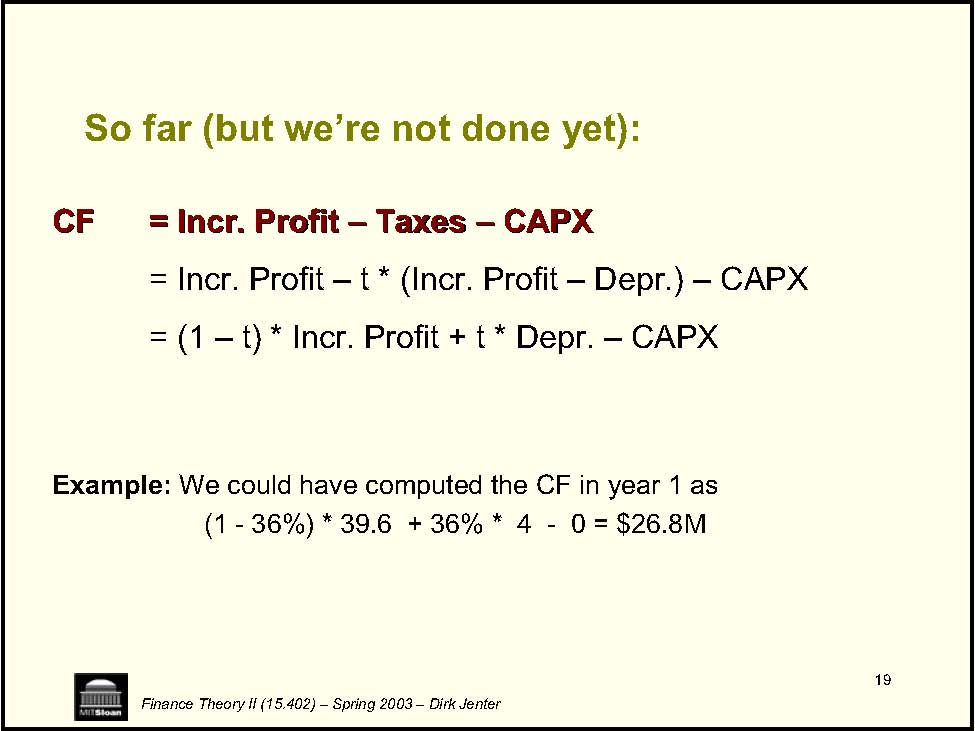 So far (but we’re not done yet):
CF = Incr. Profit – Taxes – CAPX
= Incr. Profit – t * (Incr. Profit – Depr.) – CAPX
= (1 – t) * Incr. Profit + t * Depr. – CAPX
Example: We could have computed the CF in year 1 as
(1 - 36%) * 39.6 + 36% * 4 - 0 = $26.8M
19
MITSloan
Finance Theory II (15.402) – Spring 2003 – Dirk Jenter